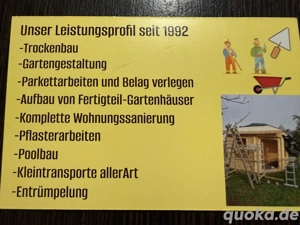 Unser Leistungsprofil seit 1992
-Trockenbau
-Gartengestaltung
-Parkettarbeiten und Belag verlegen
-Aufbau von Fertigteil-Gartenhäuser
-Komplette Wohnungssanierung
-Pflasterarbeiten
-Poolbau
-Kleintransporte allerArt
-Entrümpelung
quoka.de